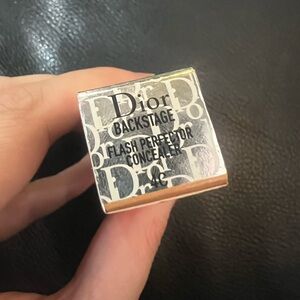 Dior
BACKSTAGE
FLASH PERFECTOR
CONCEALER